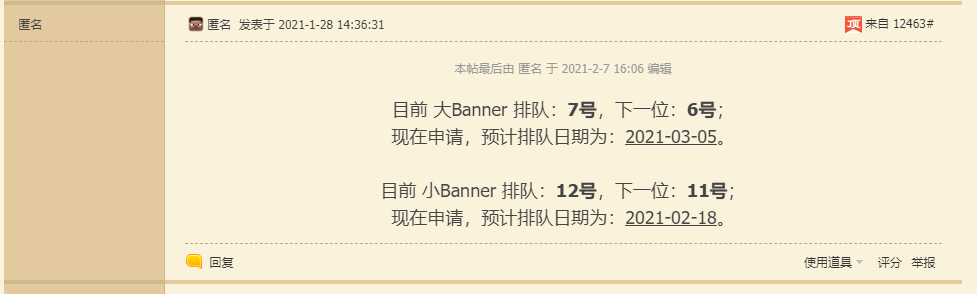 匿名
匿名 发表于 2021-1-28 14:36:31
顶 来自 12463#
本帖最后由 匿名 于 2021-2-7 16:06 编辑
目前 大Banner 排队：7号，下一位：6号；
现在申请，预计排队日期为：2021-03-05。
目前 小Banner 排队：12号，下一位：11号；
现在申请，预计排队日期为：2021-02-18。
回复
使用道具 评分 举报